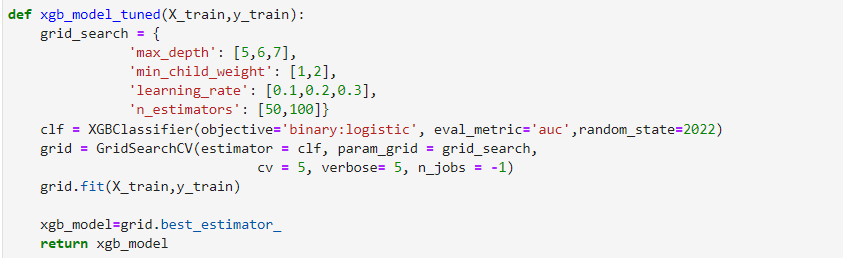 def xgb_model_tuned(X_train,y_train):
    grid_search = {
              'max_depth': [5,6,7],
              'min_child_weight': [1,2],
              'learning_rate': [0.1,0.2,0.3],
              'n_estimators': [50,100]}
    clf = XGBClassifier(objective='binary:logistic', eval_metric='auc',random_state=2022)
    grid = GridSearchCV(estimator = clf, param_grid = grid_search,
                              cv = 5, verbose= 5, n_jobs = -1)
    grid.fit(X_train,y_train)

    xgb_model=grid.best_estimator_
    return xgb_model